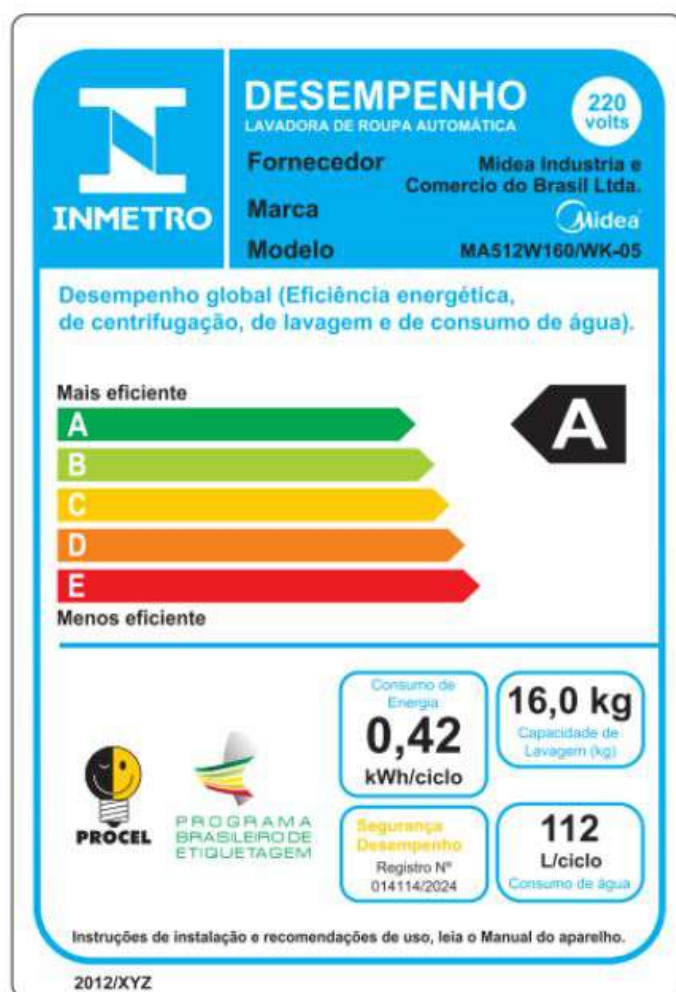 INMETRO
DESEMPENHO
LAVADORA DE ROUPA AUTOMÁTICA
220
volts
Fornecedor
Midea Industria e
Comercio do Brasil Ltda.
Marca
Midea
Modelo
MA512W160/WK-05
Desempenho global (Eficiência energética,
de centrifugação, de lavagem e de consumo de água).
Mais eficiente
A
B
C
D
E
Menos eficiente
A
PROCEL
PROGRAMA
BRASILEIRO DE
ETIQUETAGEM
Consumo de
Energia
0,42
kWh/ciclo
16,0 kg
Capacidade de
Lavagem (kg)
Segurança
Desempenho
Registro Nº
014114/2024
112
L/ciclo
Consumo de água
Instruções de instalação e recomendações de uso, leia o Manual do aparelho.
2012/XYZ